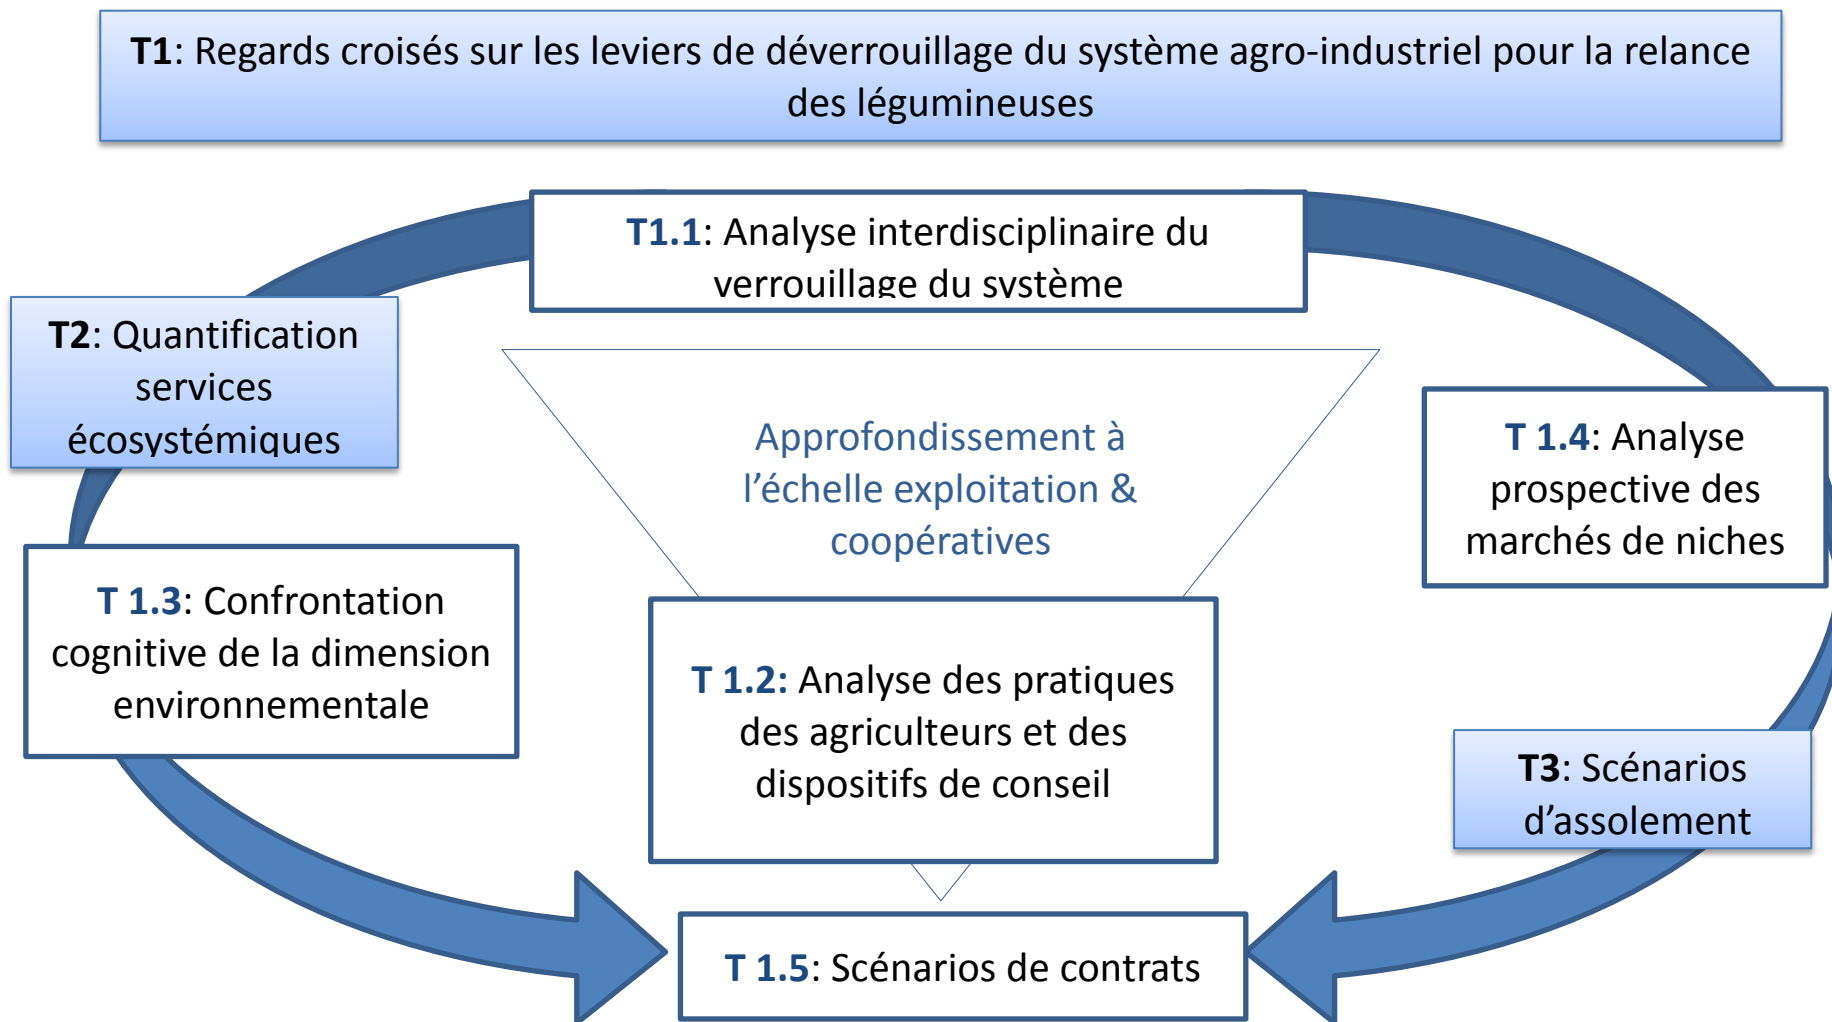 T1: Regards croisés sur les leviers de déverrouillage du système agro-industriel pour la relance
des légumineuses
T1.1: Analyse interdisciplinaire du
verrouillage du système
T2: Quantification
services
écosystémiques
Approfondissement à
l’échelle exploitation &
coopératives
T 1.4: Analyse
prospective des
marchés de niches
T 1.3: Confrontation
cognitive de la dimension
environnementale
T 1.2: Analyse des pratiques
des agriculteurs et des
dispositifs de conseil
T3: Scénarios
d’assolement
T 1.5: Scénarios de contrats